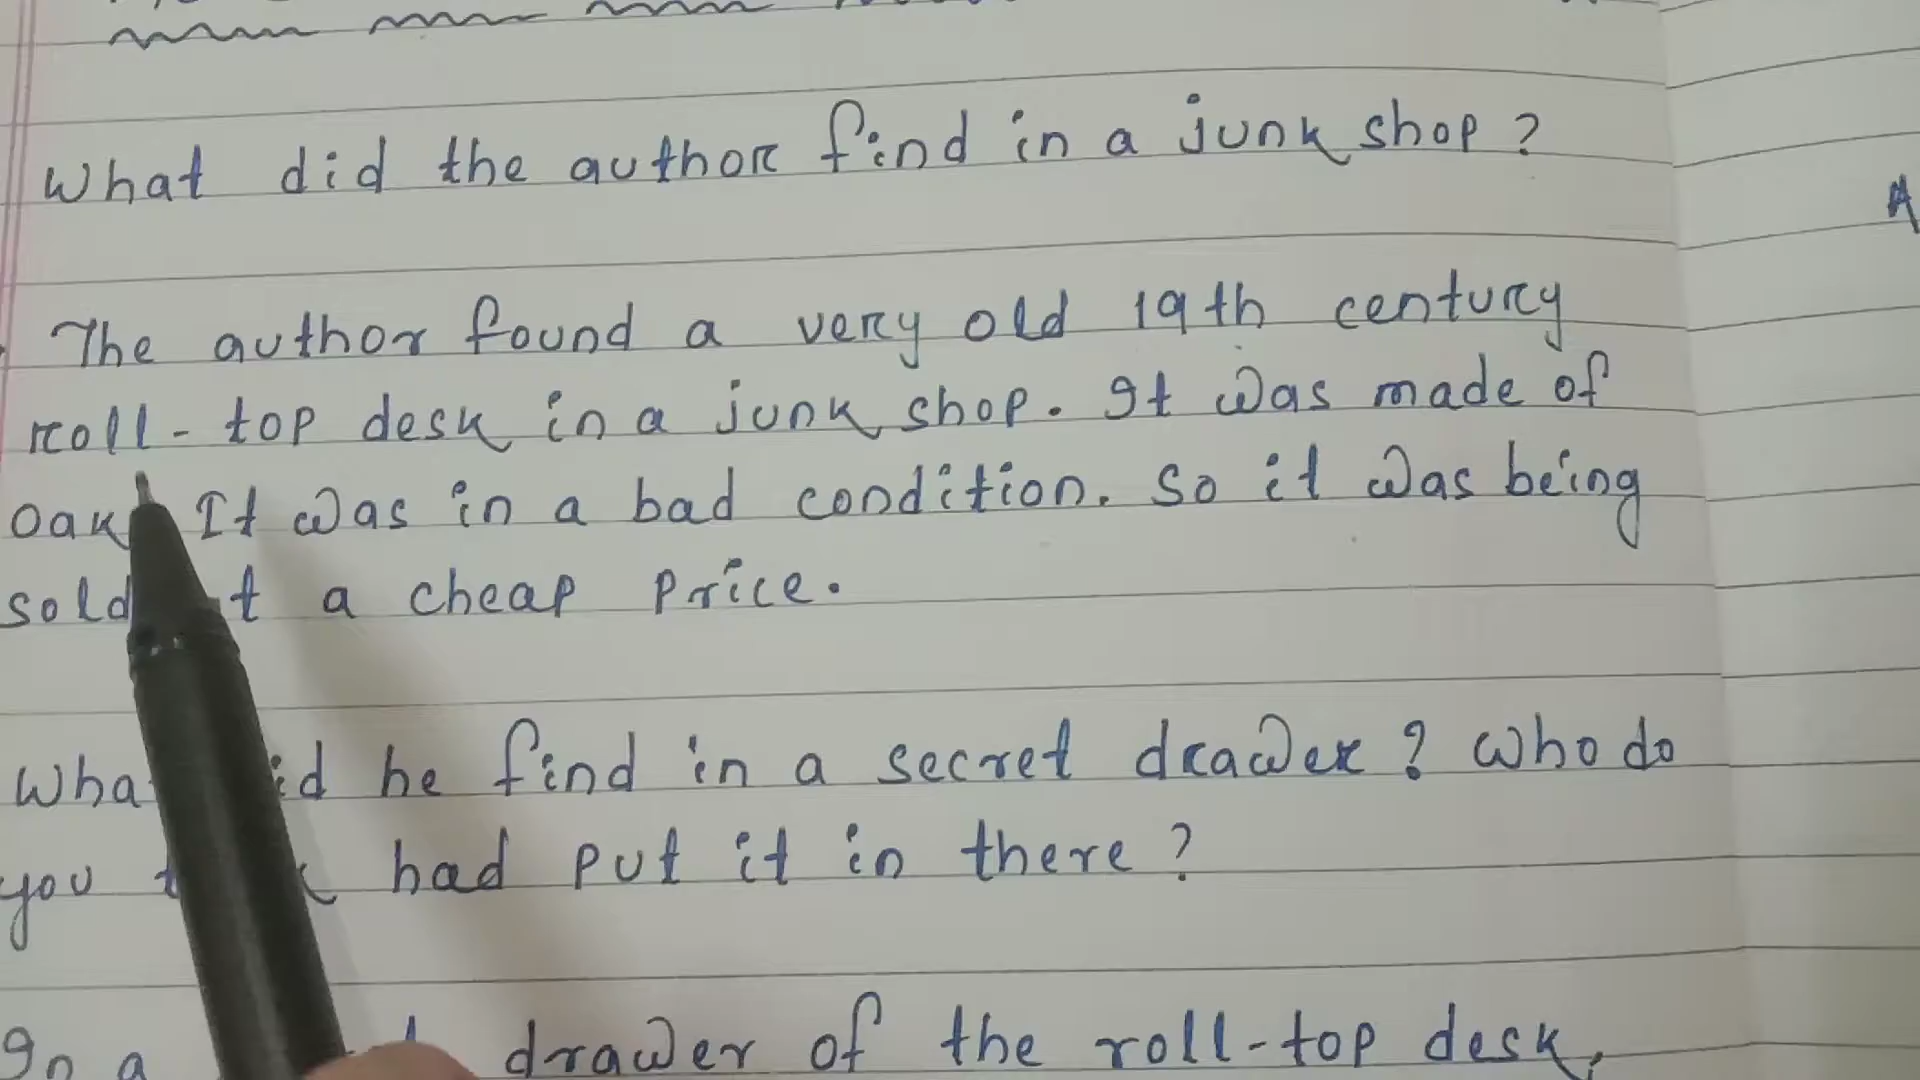 What did the author find in a junk shop?
A
The author found a very old 19th century
roll-top desk in a junk shop. It was made of
oak It was in a bad condition. So it was being
sold a cheap price.
he find in a secret drawer? Who do
you had put it in there?
In a drawer of the roll-top desk,